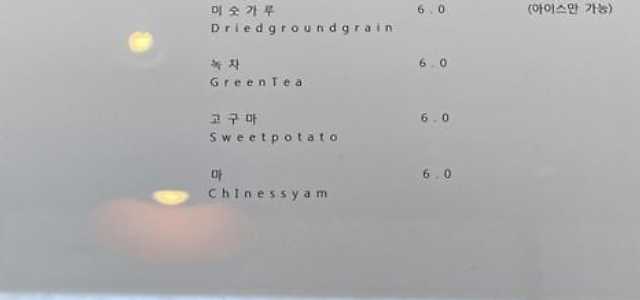 미숫가루 6.0 (아이스만 가능)
Driedgroundgrain
녹차 6.0
GreenTea
고구마 6.0
Sweetpotato
마 6.0
ChInessyam